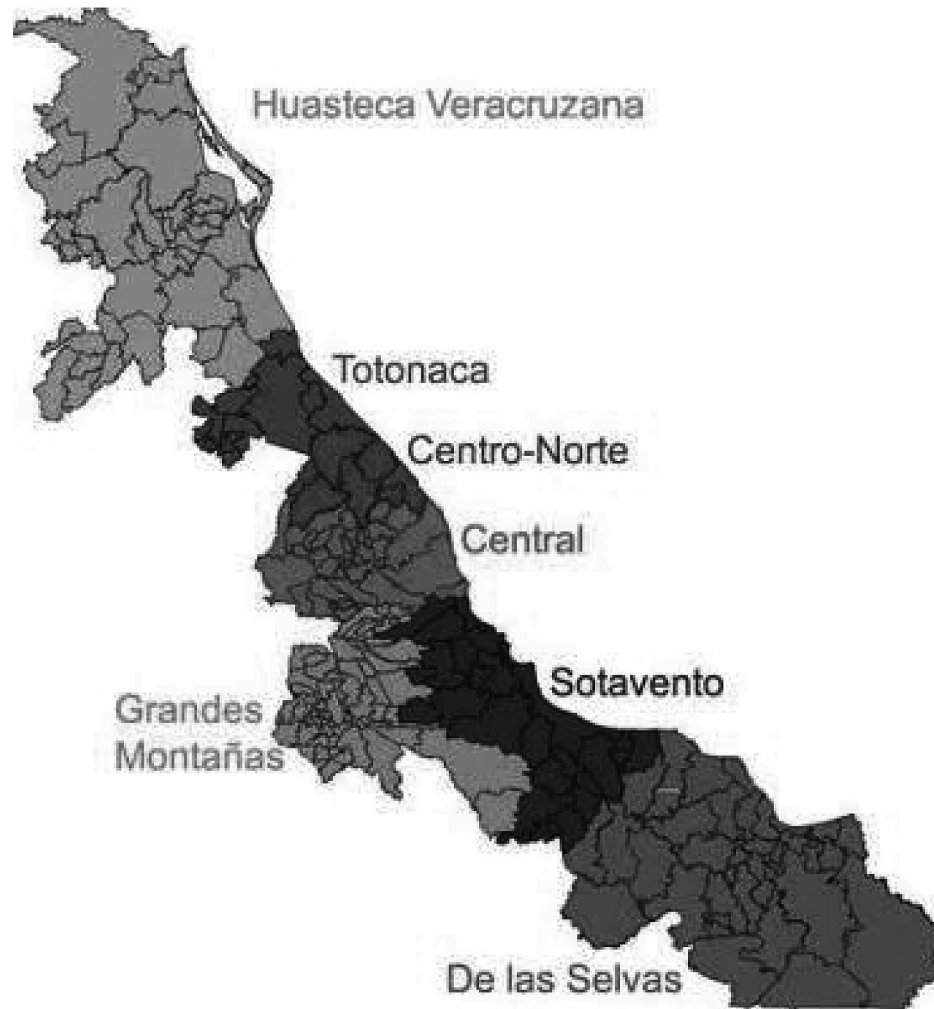 Huasteca Veracruzana
Totonaca
Centro-Norte
Central
Sotavento
Grandes
Montañas
De las Selvas